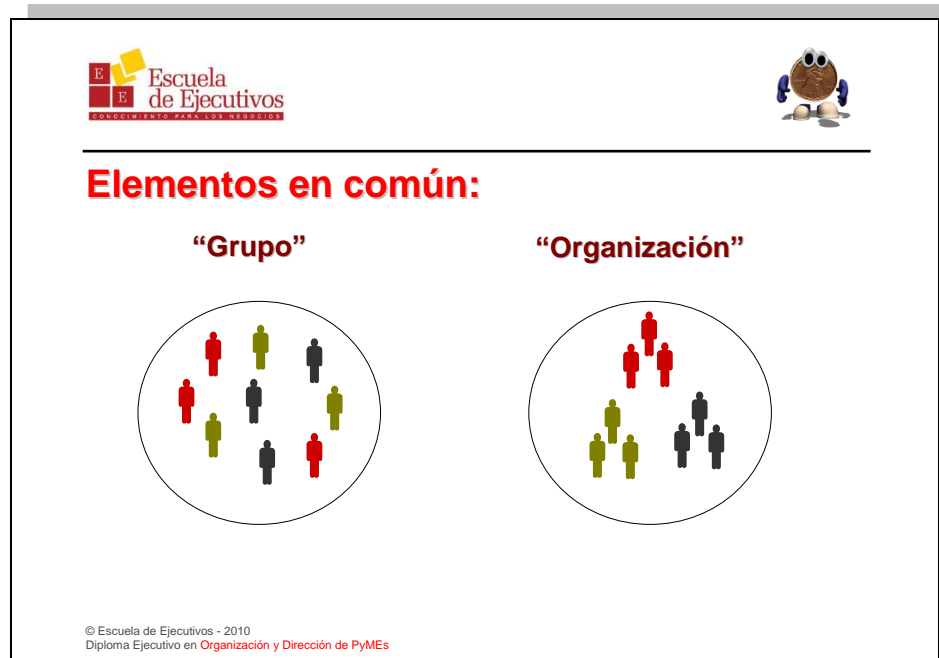 E
E
Escuela
de Ejecutivos
CONOCIMIENTO PARA LOS NEGOCIOS
Elementos en común:
“Grupo”
“Organización”
© Escuela de Ejecutivos - 2010
Diploma Ejecutivo en Organización y Dirección de PyMEs